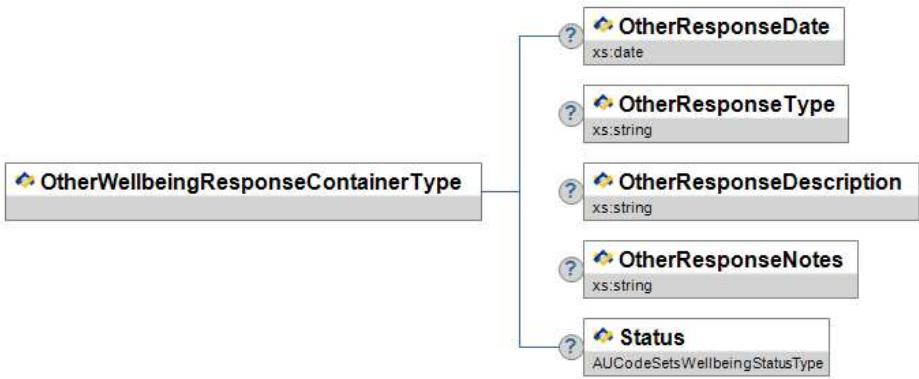 OtherWellbeingResponseContainerType
?
OtherResponseDate
xs:date
?
OtherResponseType
xs:string
?
OtherResponseDescription
xs:string
?
OtherResponseNotes
xs:string
?
Status
AUCodeSetsWellbeingStatusType